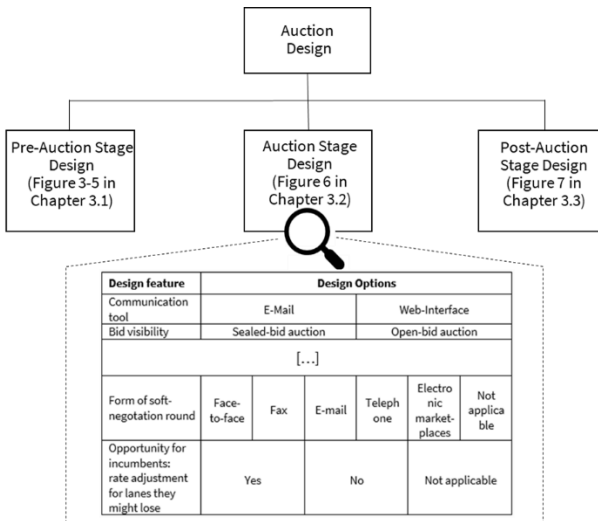 Auction
Design
Pre-Auction Stage
Design
(Figure 3-5 in
Chapter 3.1)
Auction Stage
Design
(Figure 6 in
Chapter 3.2)
Post-Auction
Stage Design
(Figure 7 in
Chapter 3.3)
Design feature
Design Options
Communication
tool
E-Mail
Web-Interface
Bid visibility
Sealed-bid auction
Open-bid auction
[...]
Form of soft-
negotation round
Face-
to-face
Fax
E-mail
Teleph
one
Electro
nic
market-
places
Not
applica
ble
Opportunity for
incumbents:
rate adjustment
for lanes they
might lose
Yes
No
Not applicable